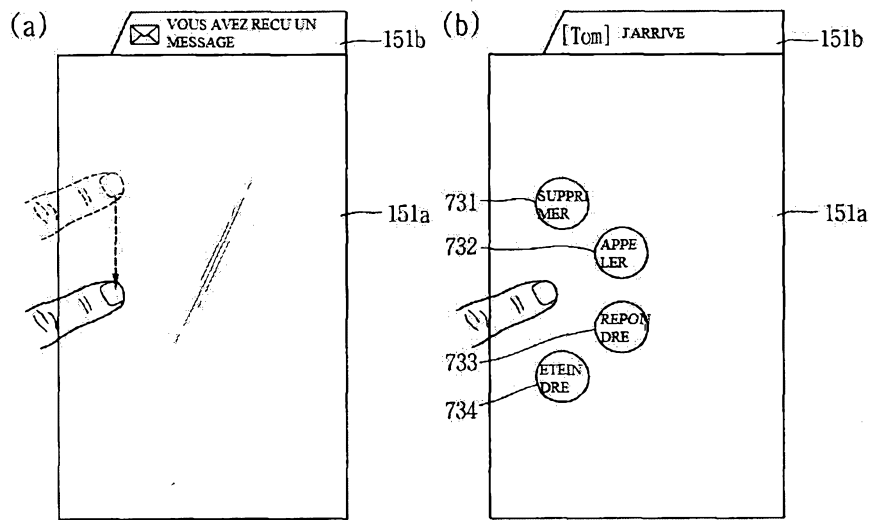 (a)
VOUS AVEZ RECU UN
MESSAGE
151b
151a
(b)
[Tom] J'ARRIVE
151b
731
SUPPRI
MER
732
APPE
LER
151a
733
REPON
DRE
734
ETEIN
DRE